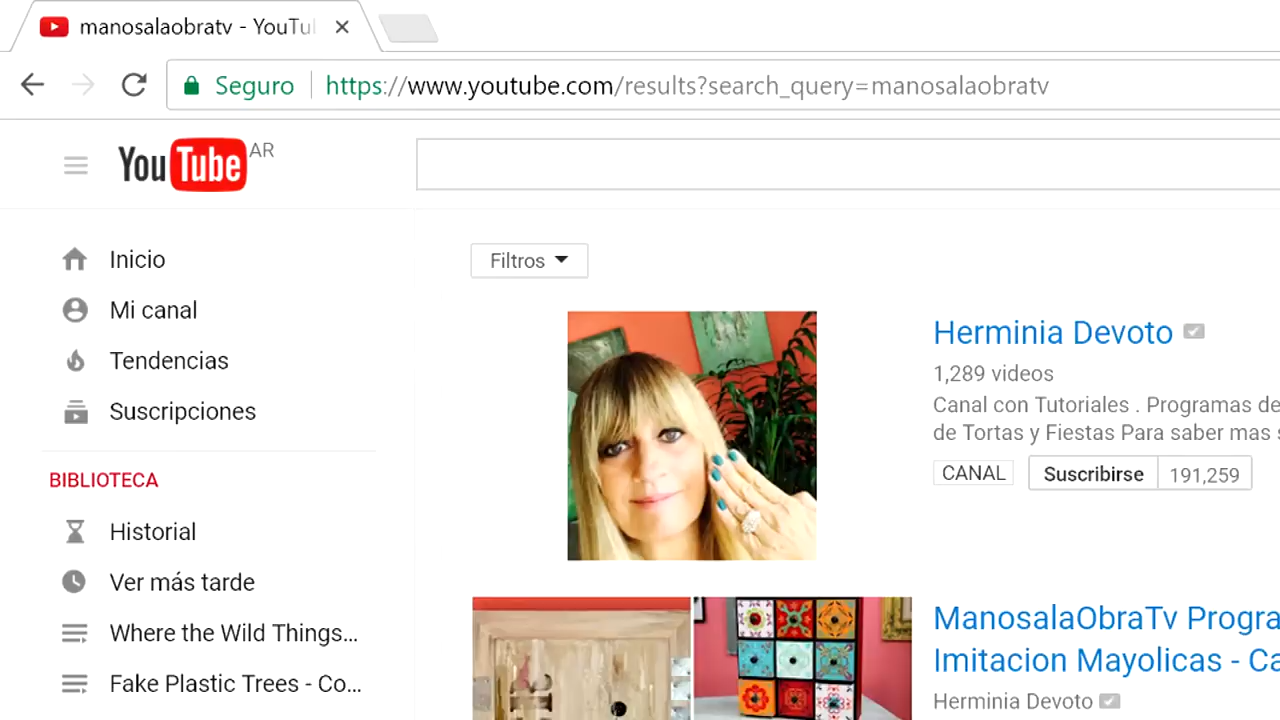 manosalaobratv - YouTu
Seguro
https://www.youtube.com/results?search_query=manosalaobratv
YouTube AR
Filtros
Inicio
Mi canal
Tendencias
Suscripciones
BIBLIOTECA
Historial
Ver más tarde
Where the Wild Things...
Fake Plastic Trees - Co...
Herminia Devoto
1,289 videos
Canal con Tutoriales . Programas de
de Tortas y Fiestas Para saber mas s
CANAL
Suscribirse 191,259
ManosalaObraTv Progra
Imitacion Mayolicas - Ca
Herminia Devoto